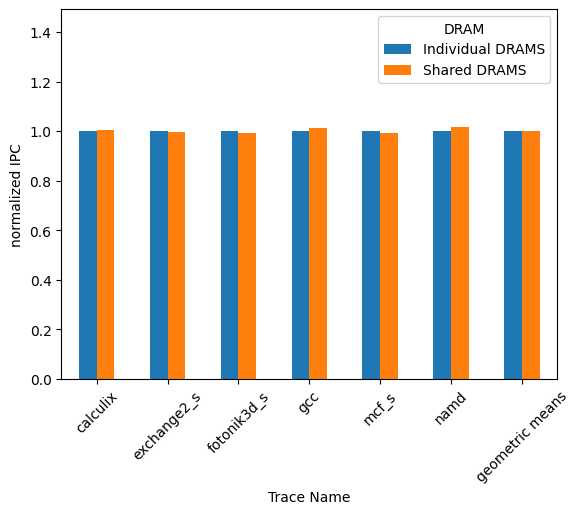 DRAM
Individual DRAMS
Shared DRAMS
normalized IPC
1.4
1.2
1.0
0.8
0.6
0.4
0.2
0.0
calculix
exchange2_s
fotonik3d_s
gcc
mcf_s
namd
geometric means
Trace Name